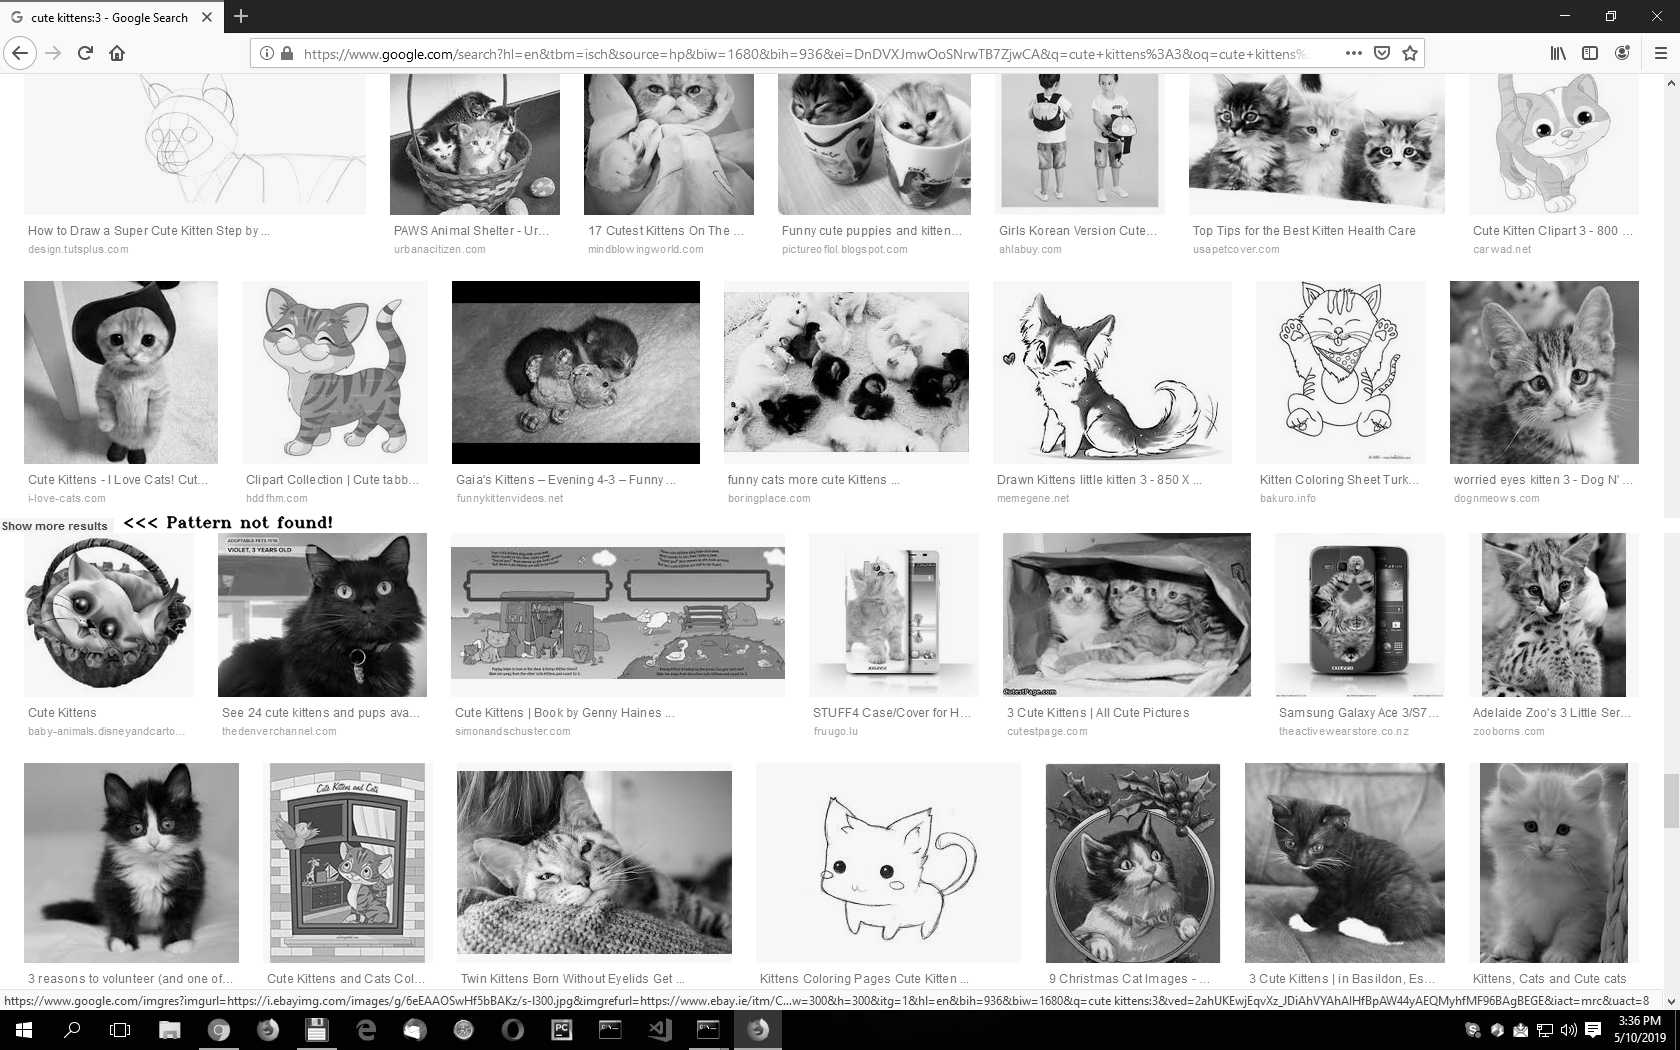 cute kittens:3 - Google Search
https://www.google.com/search?hl=en&tbm=isch&source=hp&biw=1680&bih=936&ei=DnDVXJmwOoSNrwTB7ZjwCA&q=cute+kittens%3A3&oq=cute+kittens%
How to Draw a Super Cute Kitten Step by ...
design.tutsplus.com
PAWS Animal Shelter - Ur...
urbanacitizen.com
17 Cutest Kittens On The ...
mindblowingworld.com
Funny cute puppies and kitten...
pictureoflol.blogspot.com
Girls Korean Version Cute...
ahlabuy.com
Top Tips for the Best Kitten Health Care
usapetcover.com
Cute Kitten Clipart 3 - 800 ...
carwad.net
Cute Kittens - I Love Cats! Cut...
i-love-cats.com
Clipart Collection | Cute tabb...
hddfhm.com
Gaia's Kittens – Evening 4-3 – Funny ...
funnykittenvideos.net
funny cats more cute Kittens ...
boringplace.com
Drawn Kittens little kitten 3 - 850 X ...
memegene.net
Kitten Coloring Sheet Turk...
bakuro.info
worried eyes kitten 3 - Dog N' ...
dognmeows.com
Show more results
<<< Pattern not found!
ADOPTABLE PETS
VIOLET, 3 YEARS OLD
CutestPage.com
Cute Kittens
baby-animals.disneyandcarto...
See 24 cute kittens and pups ava...
thedenverchannel.com
Cute Kittens | Book by Genny Haines ...
simonandschuster.com
STUFF4 Case/Cover for H...
fruugo.lu
3 Cute Kittens | All Cute Pictures
cutestpage.com
Samsung Galaxy Ace 3/S7...
theactivewearstore.co.nz
Adelaide Zoo's 3 Little Ser...
zooborns.com
Cute Kittens and Cats
3 reasons to volunteer (and one of...
Cute Kittens and Cats Col...
Twin Kittens Born Without Eyelids Get ...
Kittens Coloring Pages Cute Kitten ...
9 Christmas Cat Images - ...
3 Cute Kittens | in Basildon, Es...
Kittens, Cats and Cute cats
https://www.google.com/imgres?imgurl=https://i.ebayimg.com/images/g/6eEAAOSwHf5bBAKz/s-l300.jpg&imgrefurl=https://www.ebay.ie/itm/C...w=300&h=300&itg=1&hl=en&bih=936&biw=1680&q=cute kittens:3&ved=2ahUKEwjEqvXz_JDiAhVYAhAIHfBpAW44yAEQMyhfMF96BAgBEGE&iact=mrc&uact=8
PC
3:36 PM
5/10/2019